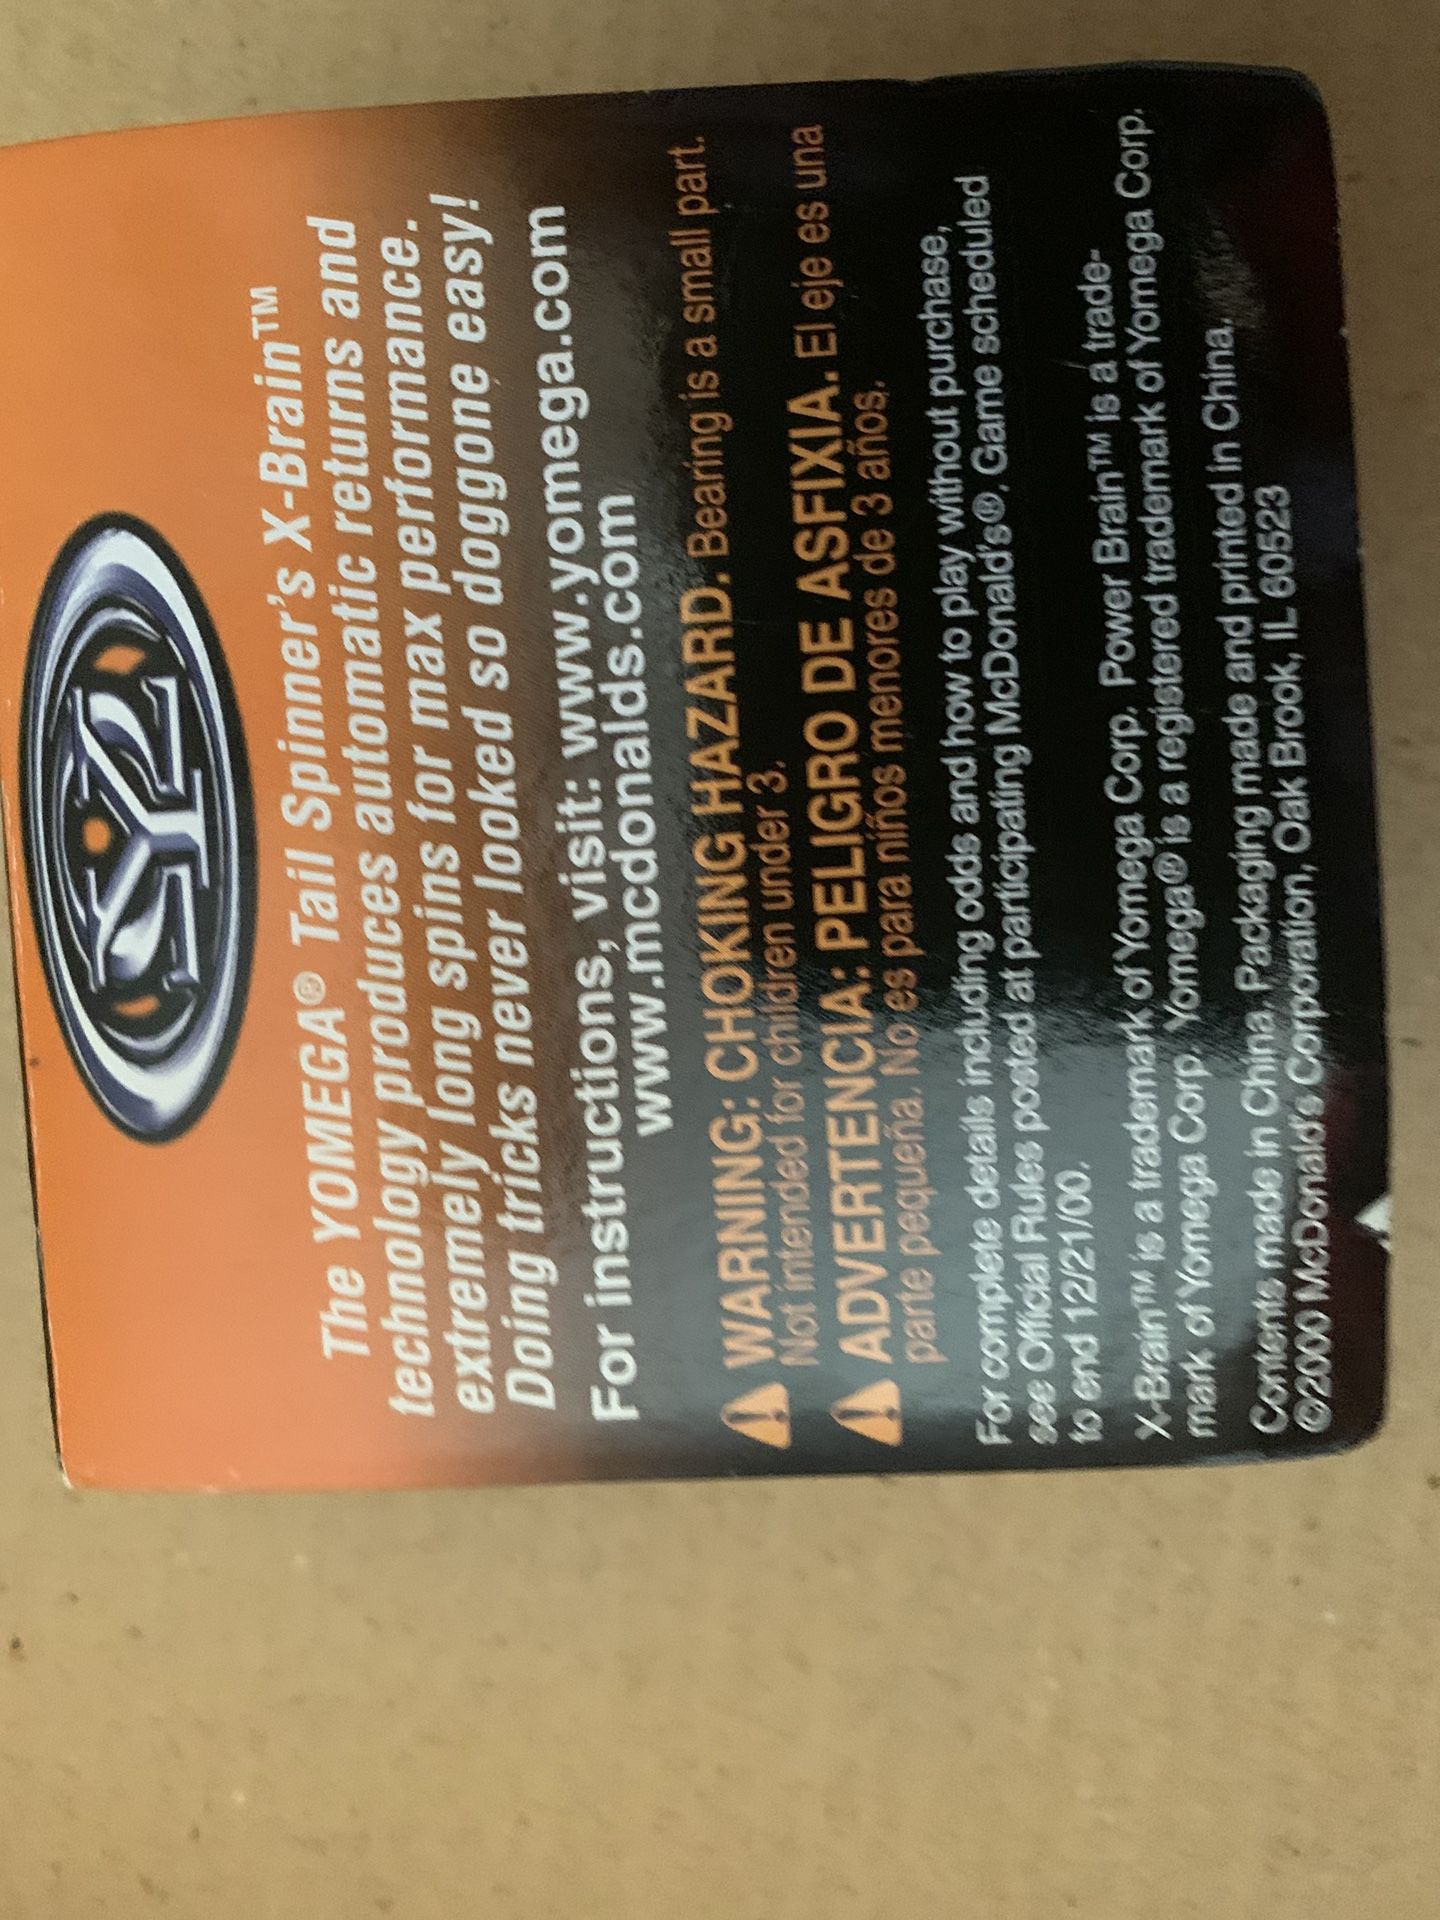 Y
The YOMEGA® Tail Spinner's X-Brain™
technology produces automatic returns and
extremely long spins for max performance.
Doing tricks never looked so doggone easy!
For instructions, visit: www.yomega.com
www.mcdonalds.com
WARNING: CHOKING HAZARD. Bearing is a small part.
Not intended for children under 3.
ADVERTENCIA: PELIGRO DE ASFIXIA. El eje es una
parte pequeña. No es para niños menores de 3 años.
For complete details including odds and how to play without purchase,
see Official Rules posted at participating McDonald's®. Game scheduled
to end 12/21/00.
X-Brain™ is a trademark of Yomega Corp. Power Brain™ is a trade-
mark of Yomega Corp. Yomega® is a registered trademark of Yomega Corp.
Contents made in China. Packaging made and printed in China.
©2000 McDonald's Corporation, Oak Brook, IL 60523